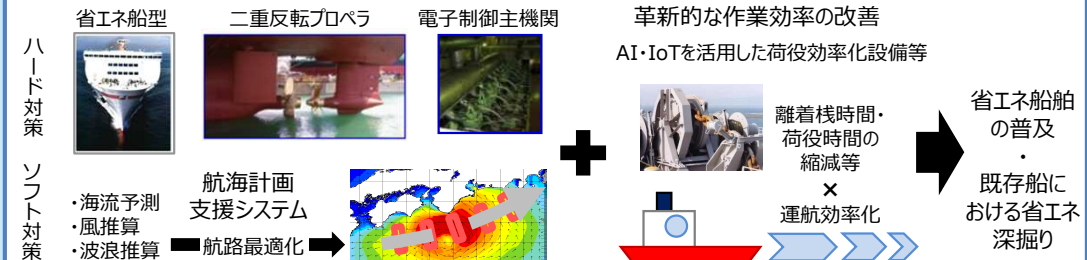 ハード対策
省エネ船型
二重反転プロペラ
電子制御主機関
ソフト対策
・海流予測
・風推算
・波浪推算
航海計画
支援システム
航路最適化
革新的な作業効率の改善
AI・IoTを活用した荷役効率化設備等
離着桟時間・
荷役時間の
縮減等
×
運航効率化
省エネ船舶
の普及
・
既存船に
おける省エネ
深掘り